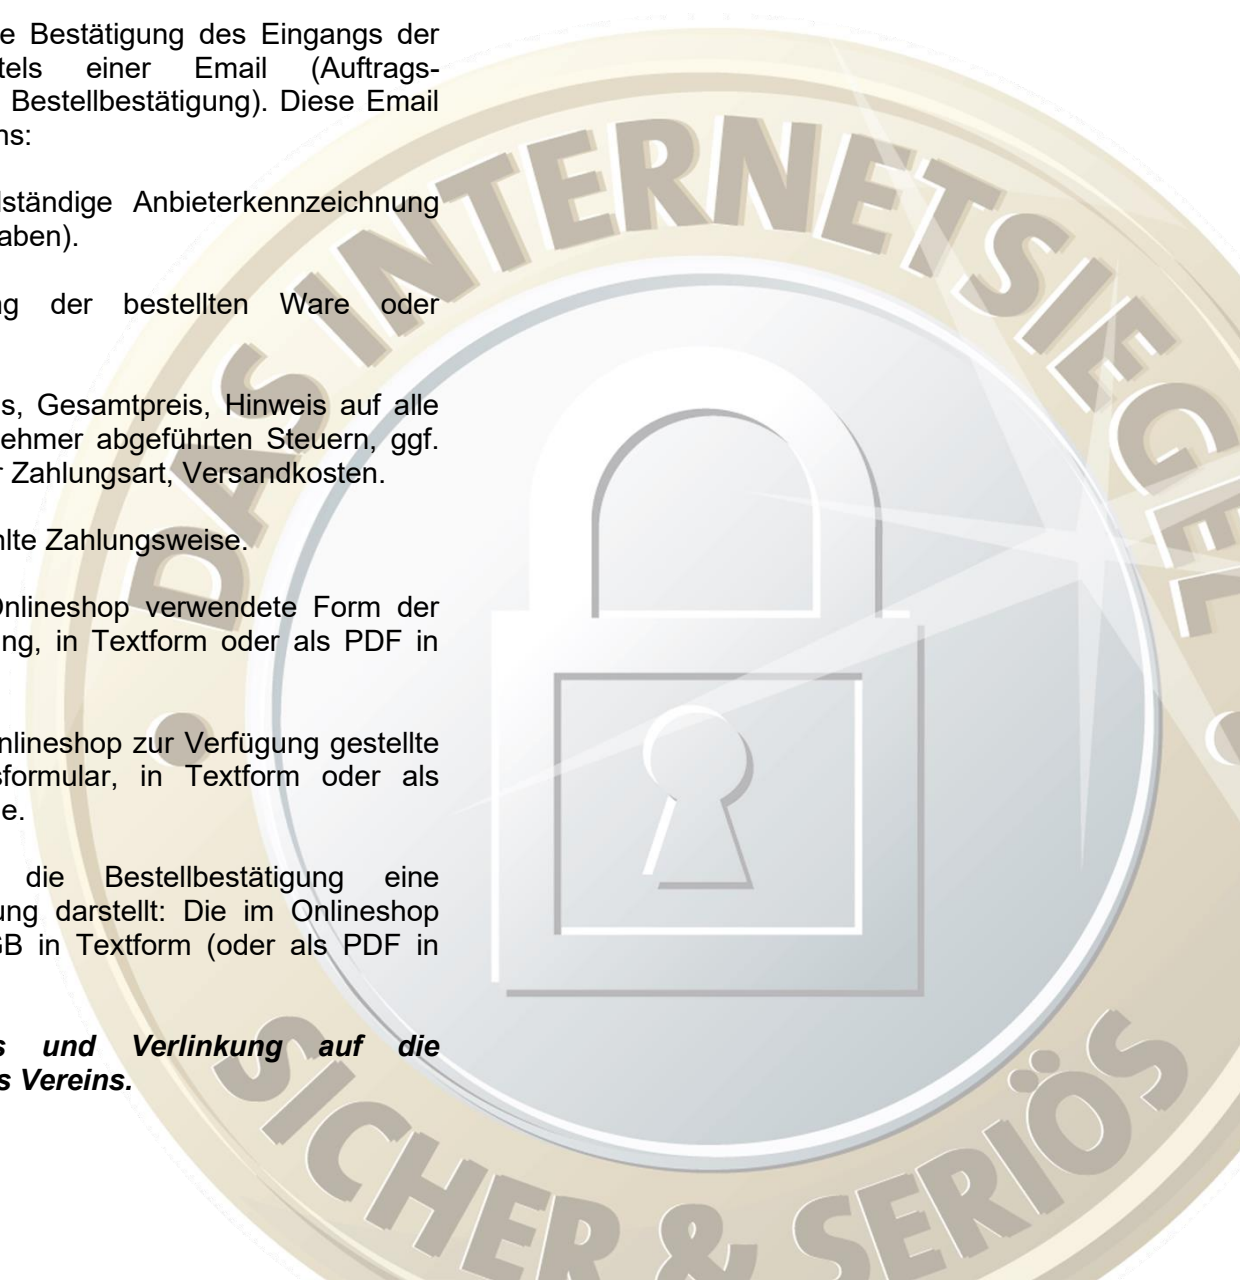 e Bestätigung des Eingangs der
tels einer Email (Auftrags-
Bestellbestätigung). Diese Email
ns:
lständige Anbieterkennzeichnung
aben).
ng der bestellten Ware oder
s, Gesamtpreis, Hinweis auf alle
ehmer abgeführten Steuern, ggf.
r Zahlungsart, Versandkosten.
hlte Zahlungsweise.
Onlineshop verwendete Form der
ng, in Textform oder als PDF in
nlineshop zur Verfügung gestellte
sformular, in Textform oder als
e.
die Bestellbestätigung eine
ung darstellt: Die im Onlineshop
GB in Textform (oder als PDF in
s und Verlinkung auf die
s Vereins.
DAS INTERNETSIEGEL
SICHER & SERIÖS